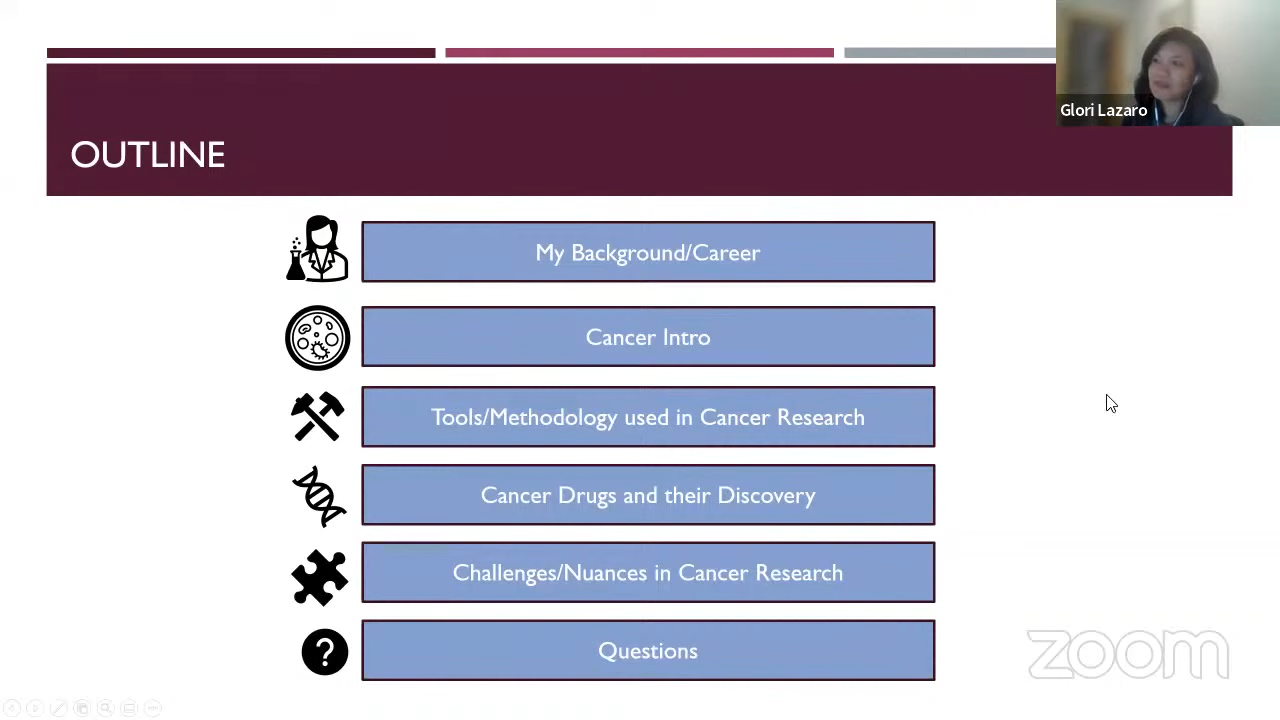 Glori Lazaro
OUTLINE
My Background/Career
Cancer Intro
Tools/Methodology used in Cancer Research
Cancer Drugs and their Discovery
Challenges/Nuances in Cancer Research
?
Questions
zoom